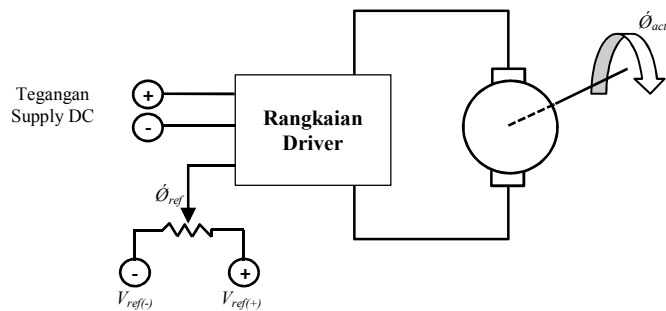 Ǿact
Tegangan
Supply DC
+
-
Rangkaian
Driver
Ǿref
-
+
Vref(-)
Vref(+)